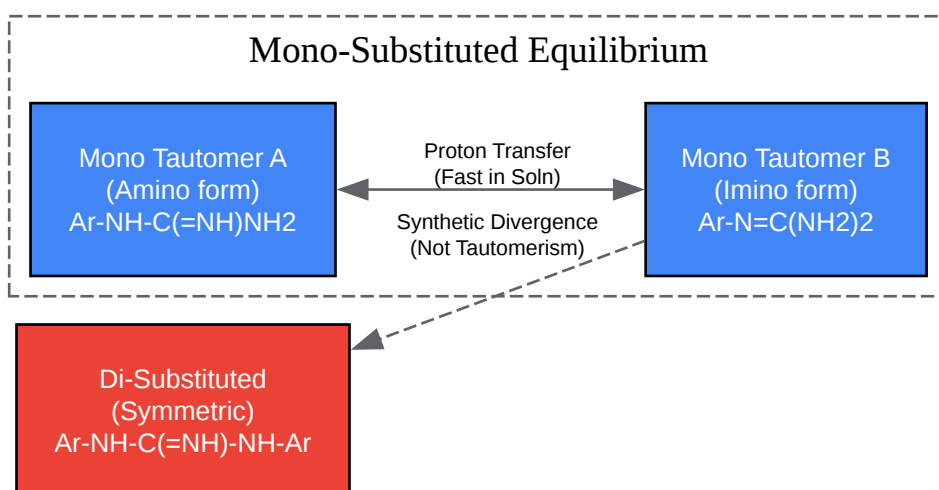 Mono-Substituted Equilibrium
Mono Tautomer A
(Amino form)
Ar-NH-C(=NH)NH2
Proton Transfer
(Fast in Soln)
Synthetic Divergence
(Not Tautomerism)
Mono Tautomer B
(Imino form)
Ar-N=C(NH2)2
Di-Substituted
(Symmetric)
Ar-NH-C(=NH)-NH-Ar